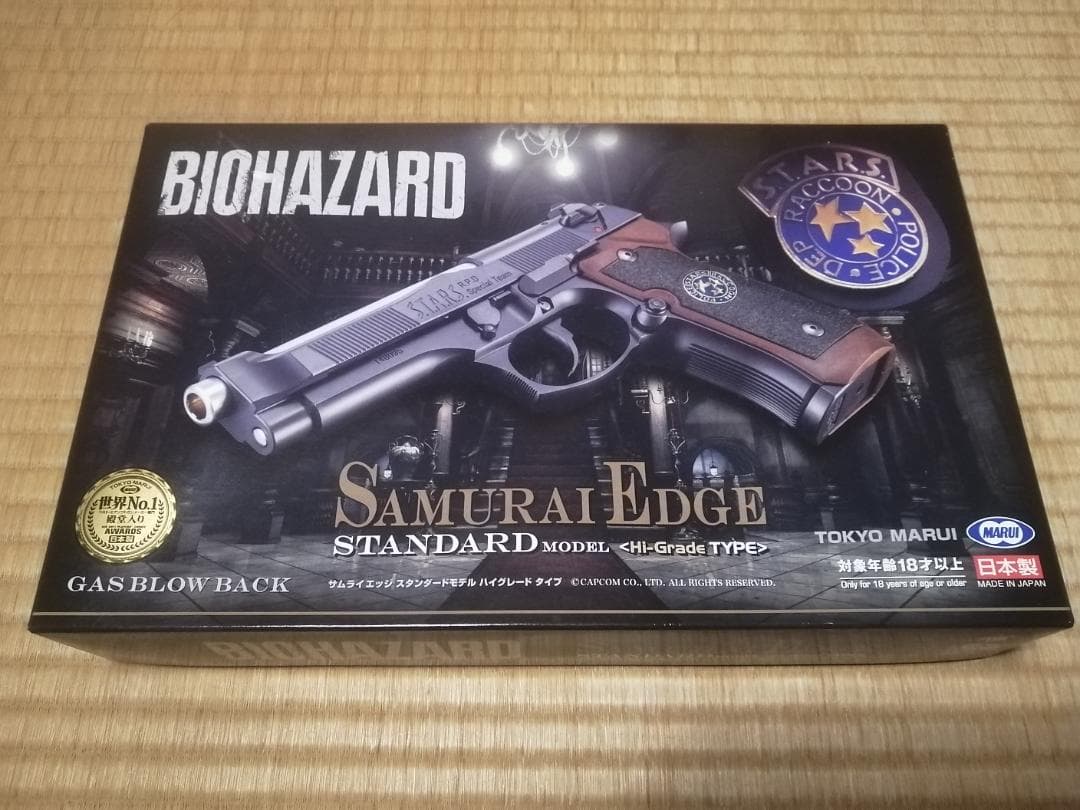 BIOHAZARD
S.T.A.R.S.
RACCOON • POLICE • DEP
S.T.A.R.S. R.P.D
Special Team
TOKYO MARUI
世界No.1
殿堂入り
AWARDS
日本製
SAMURAI EDGE
STANDARD MODEL <Hi-Grade TYPE>
TOKYO MARUI MARUI
対象年齢18才以上
Only for 18 years of age or older
日本製
MADE IN JAPAN
GAS BLOW BACK
サムライエッジ スタンダードモデル ハイグレード タイプ ©CAPCOM CO., LTD. ALL RIGHTS RESERVED.
BIOHAZARD